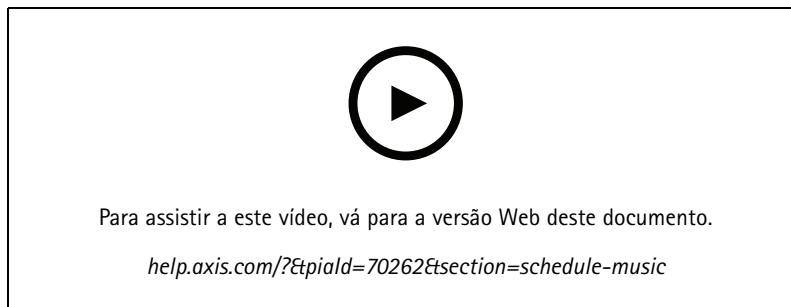 Para assistir a este vídeo, vá para a versão Web deste documento.
help.axis.com/?&piaId=70262&section=schedule-music